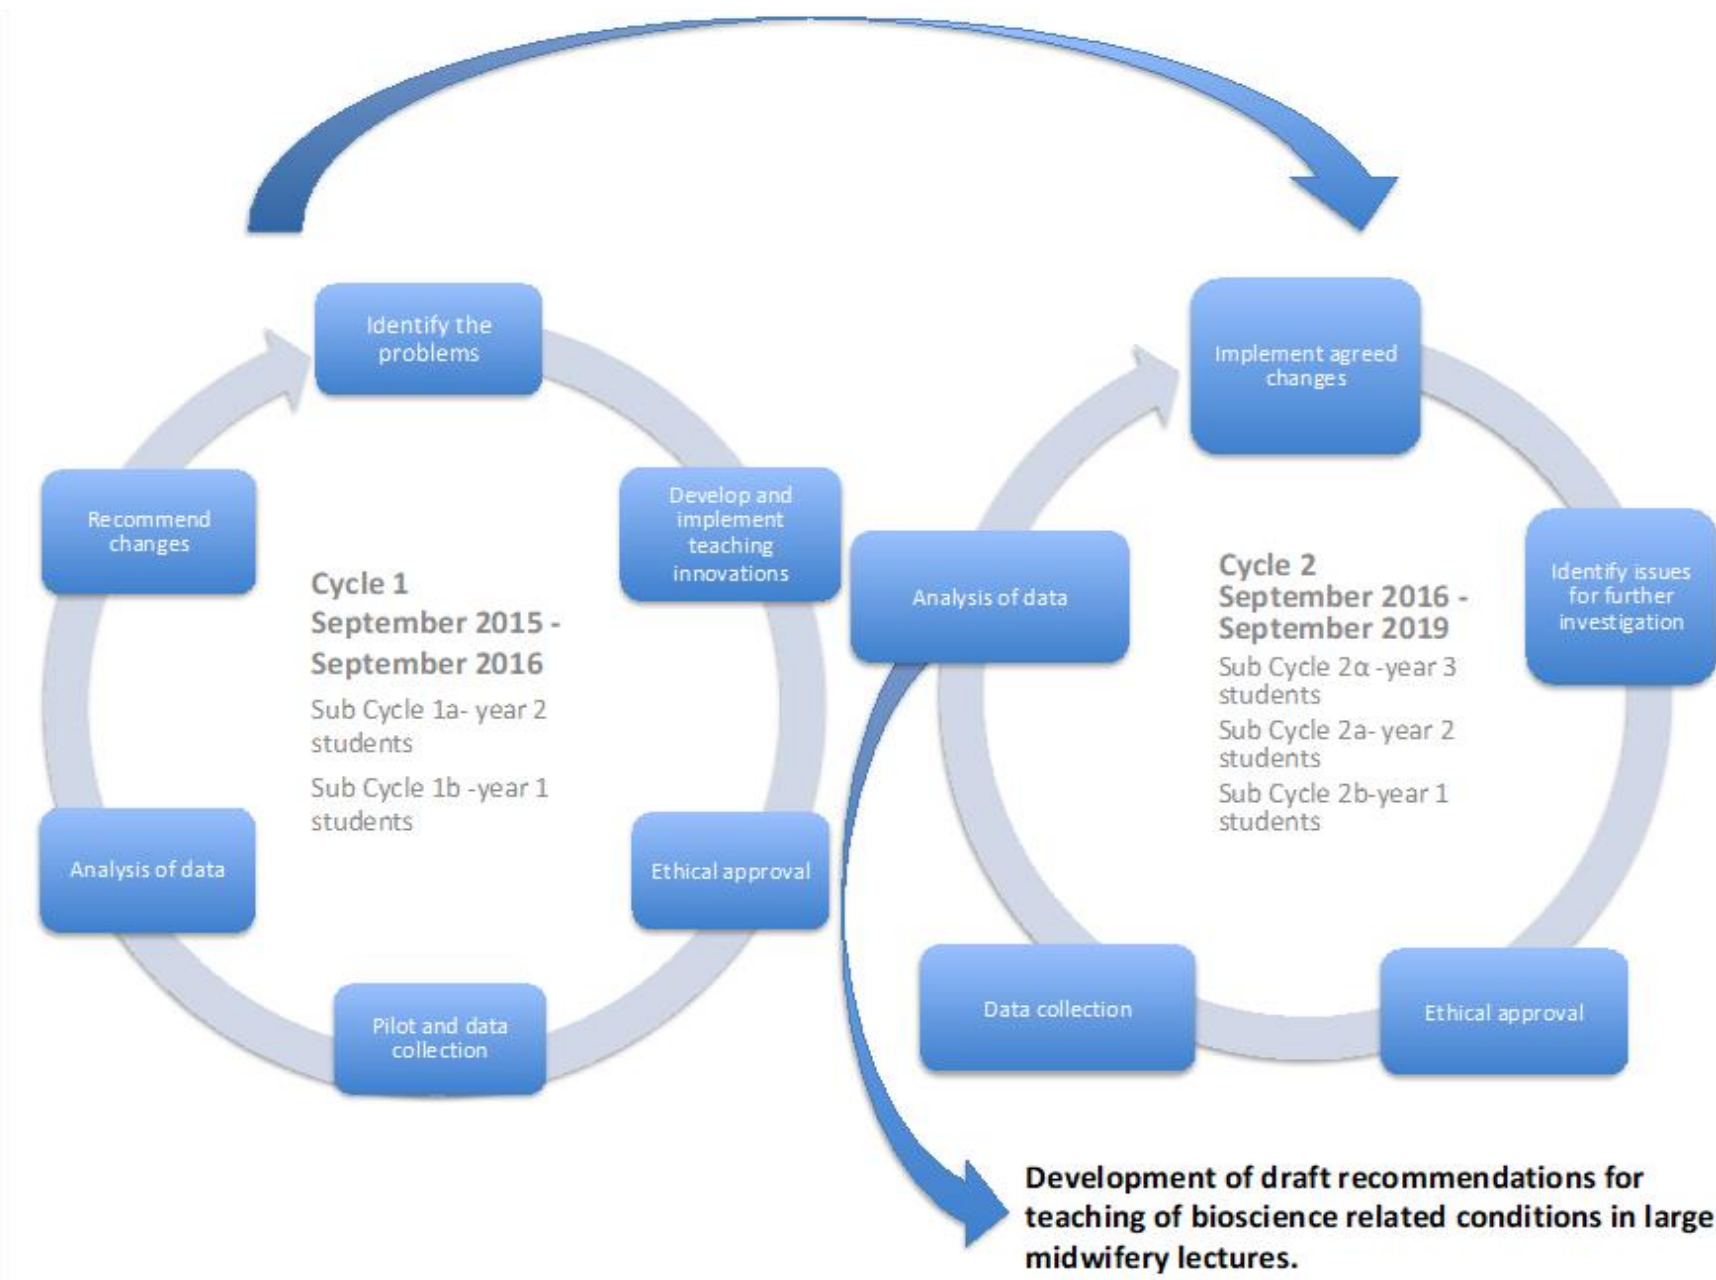 Identify the
problems
Develop and
implement
teaching
innovations
Ethical approval
Pilot and data
collection
Analysis of data
Recommend
changes
Cycle 1
September 2015 -
September 2016
Sub Cycle 1a- year 2
students
Sub Cycle 1b -year 1
students
Implement agreed
changes
Identify issues
for further
investigation
Ethical approval
Data collection
Analysis of data
Cycle 2
September 2016 -
September 2019
Sub Cycle 2α -year 3
students
Sub Cycle 2a- year 2
students
Sub Cycle 2b-year 1
students
Development of draft recommendations for
teaching of bioscience related conditions in large
midwifery lectures.